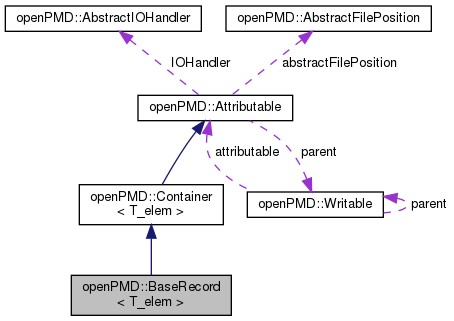 openPMD::AbstractIOHandler
openPMD::AbstractFilePosition
IOHandler
abstractFilePosition
openPMD::Attributable
attributable
parent
openPMD::Container
< T_elem >
openPMD::Writable
parent
openPMD::BaseRecord
< T_elem >